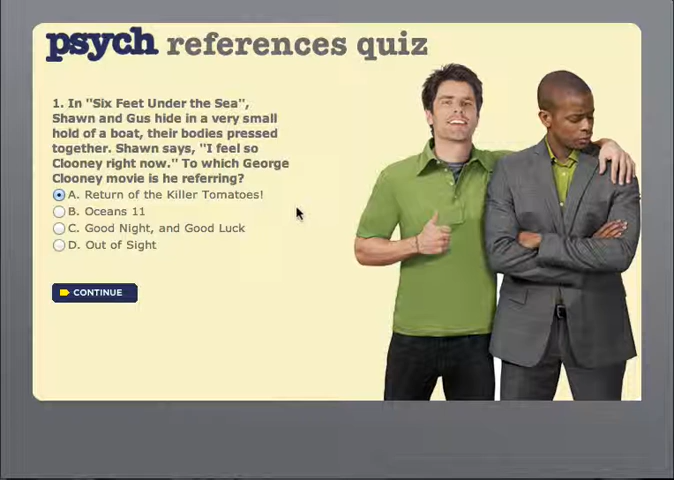 psych references quiz
1. In "Six Feet Under the Sea",
Shawn and Gus hide in a very small
hold of a boat, their bodies pressed
together. Shawn says, "I feel so
Clooney right now." To which George
Clooney movie is he referring?
A. Return of the Killer Tomatoes!
B. Oceans 11
C. Good Night, and Good Luck
D. Out of Sight
CONTINUE